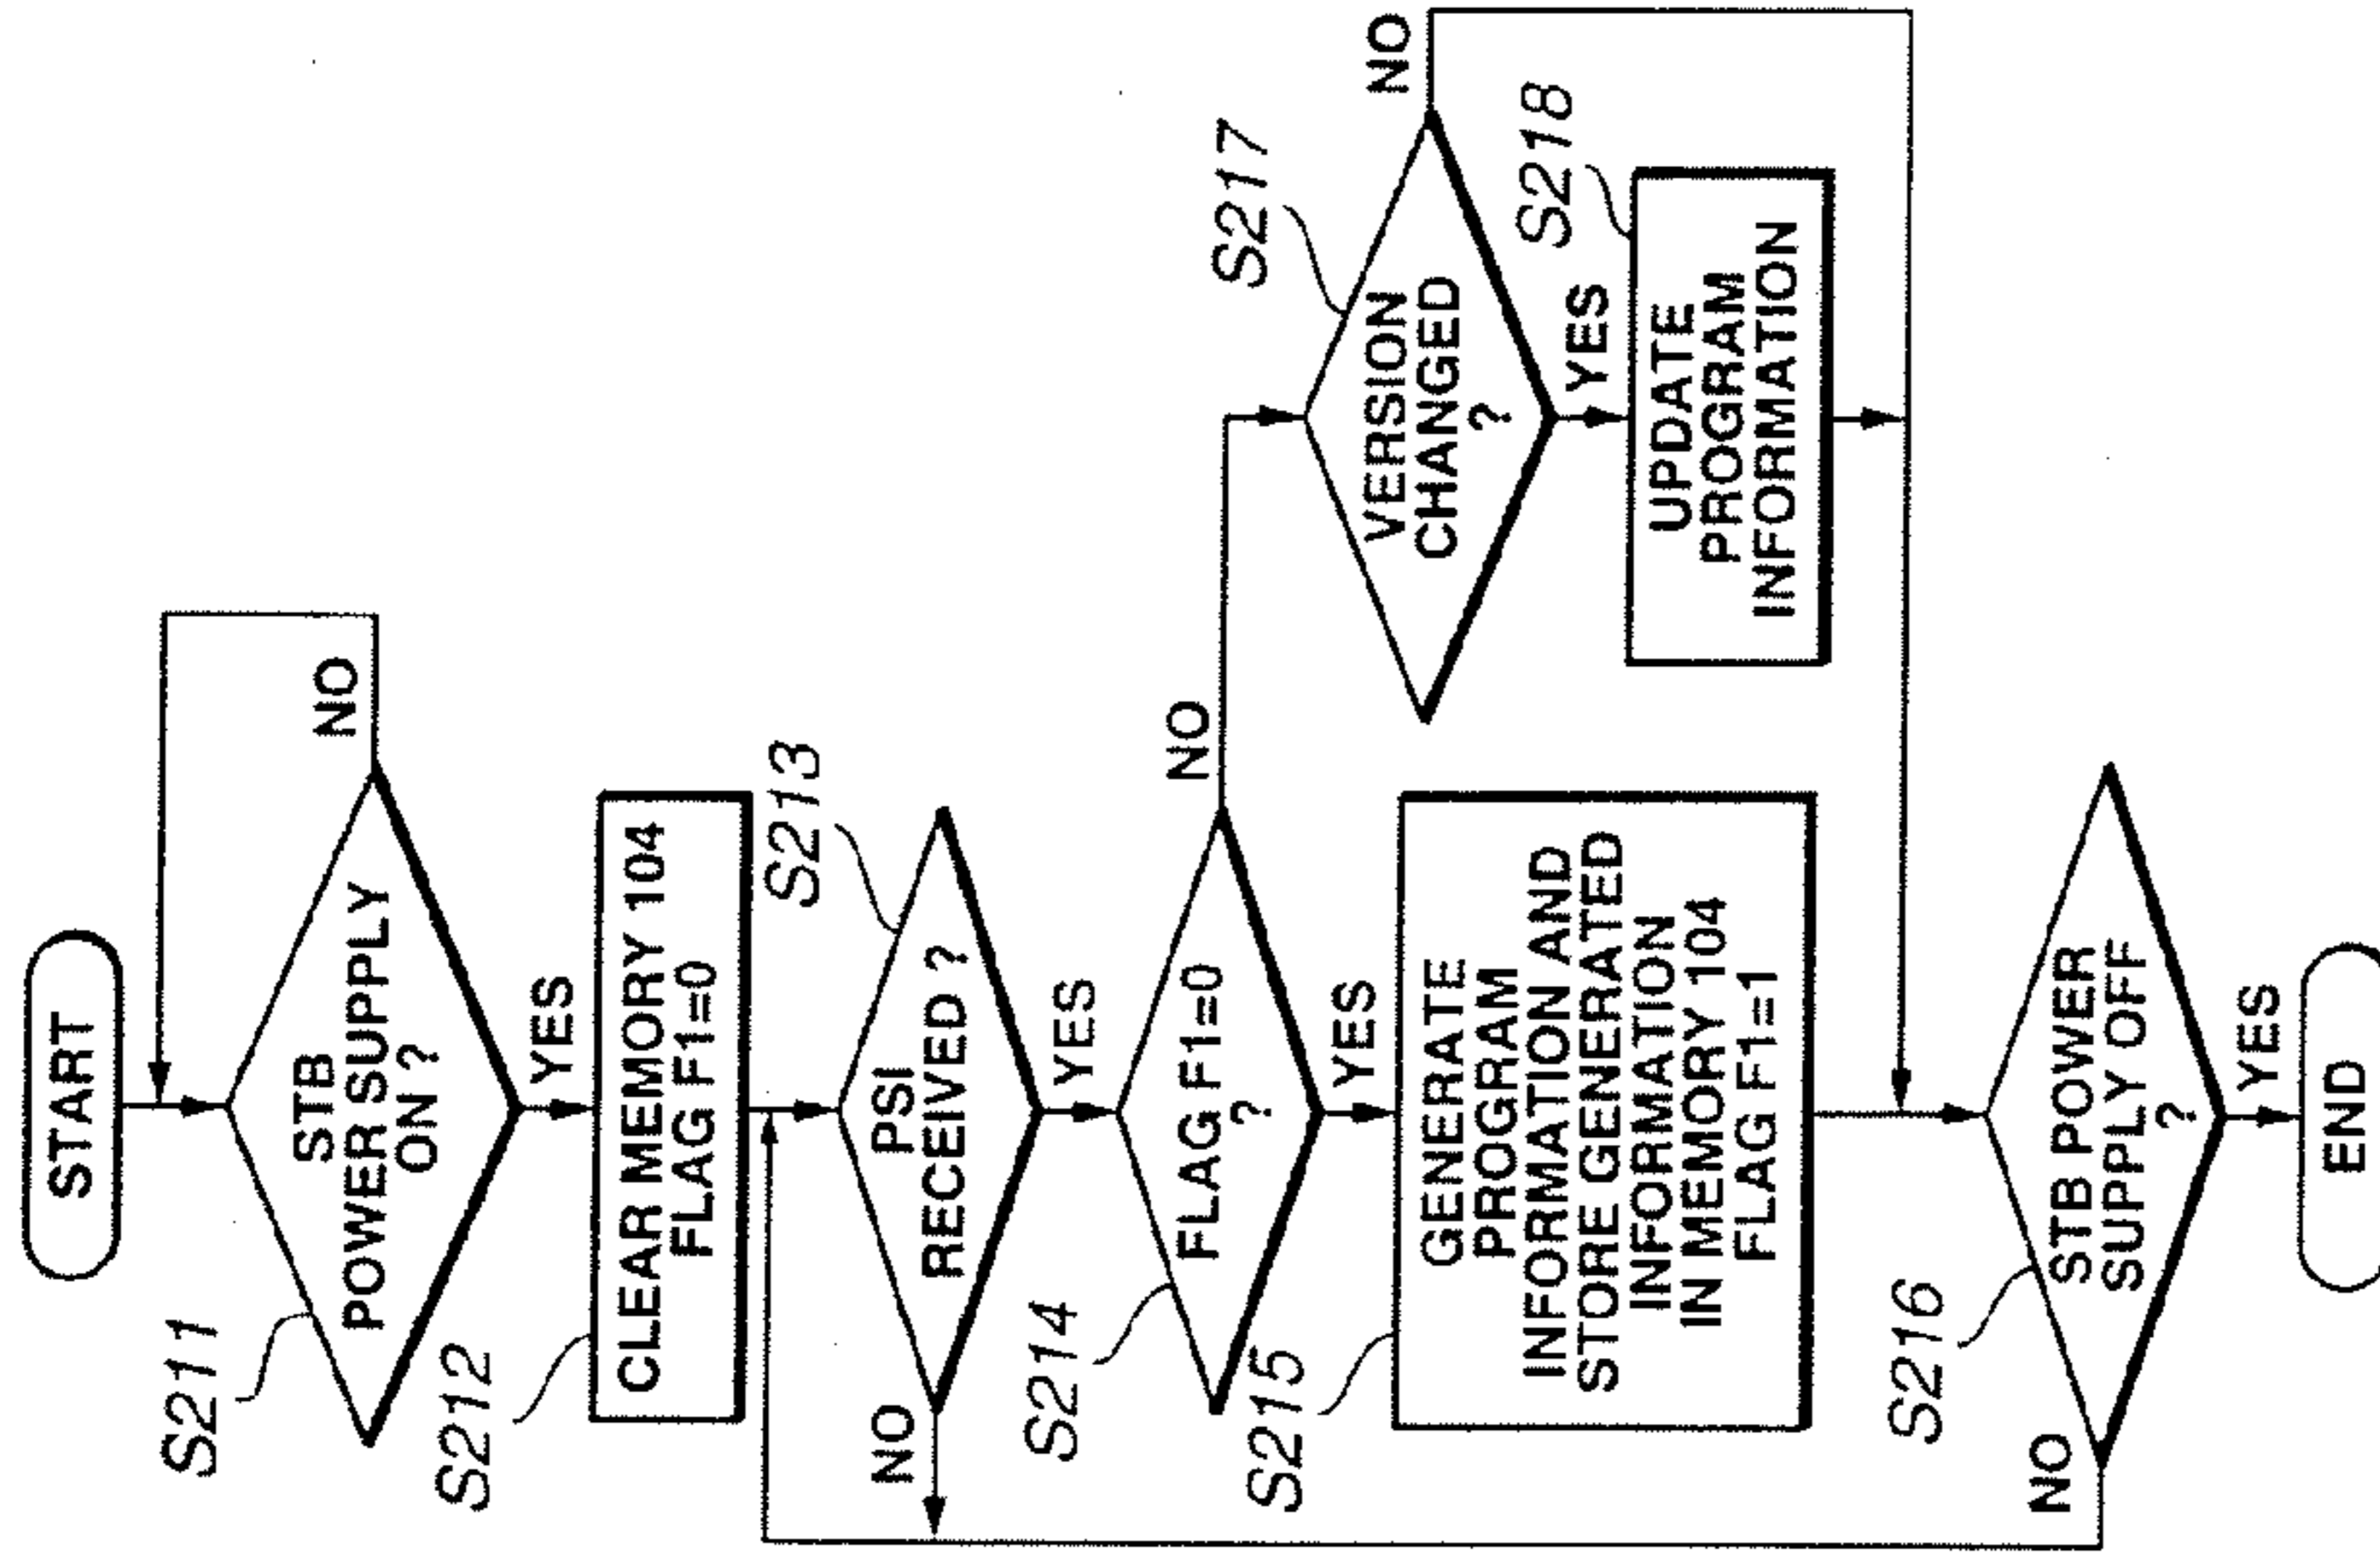 START
S211
STB
POWER SUPPLY
ON ?
NO
YES
S212
CLEAR MEMORY 104
FLAG F1=0
S213
PSI
RECEIVED ?
NO
YES
S214
FLAG F1=0
?
NO
YES
S215
GENERATE
PROGRAM
INFORMATION AND
STORE GENERATED
INFORMATION
IN MEMORY 104
FLAG F1=1
S217
VERSION
CHANGED
?
NO
YES
S218
UPDATE
PROGRAM
INFORMATION
S216
STB POWER
SUPPLY OFF
?
NO
YES
END